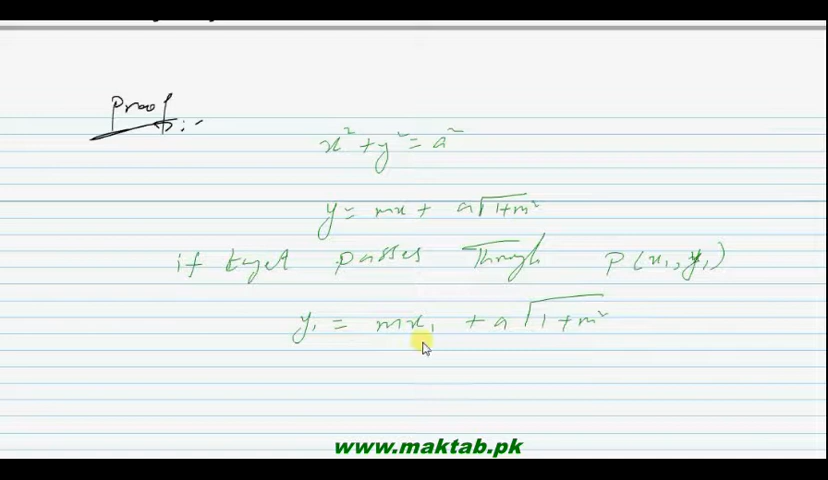 Proof:-
x² + y² = a²
y = mx + a√1+m²
if tyet passes Through P(x₁, y₁)
y₁ = mx₁ + a√1+m²
www.maktab.pk